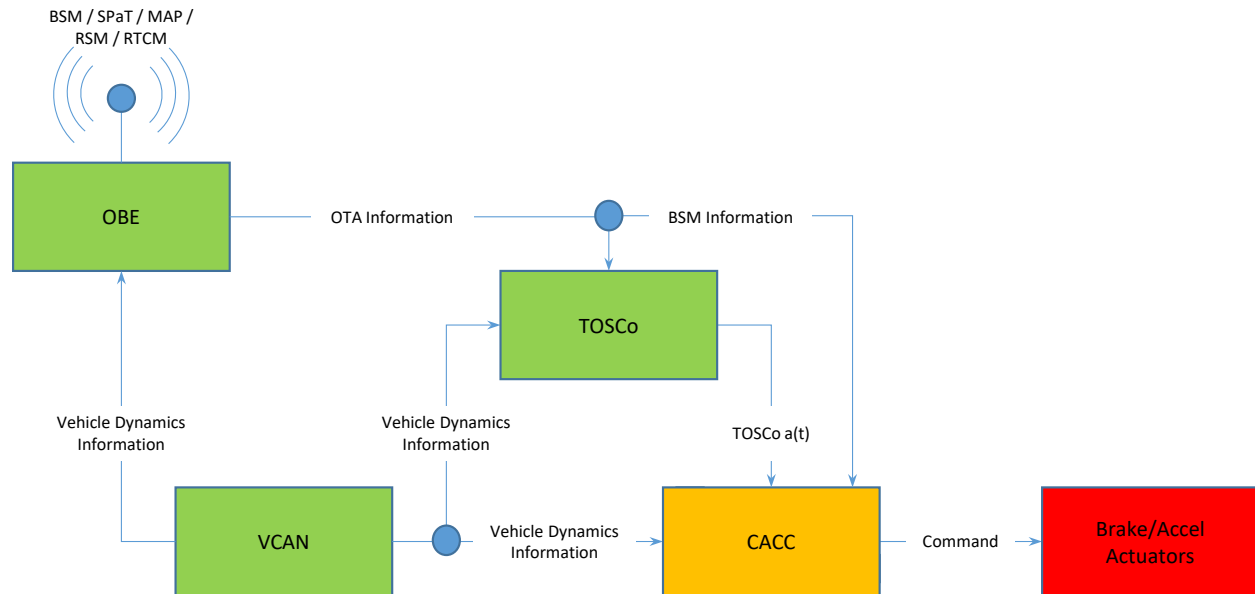 BSM / SPaT / MAP /
RSM / RTCM
OBE
OTA Information
BSM Information
TOSCo
Vehicle Dynamics
Information
Vehicle Dynamics
Information
TOSCo a(t)
VCAN
Vehicle Dynamics
Information
CACC
Command
Brake/Accel
Actuators